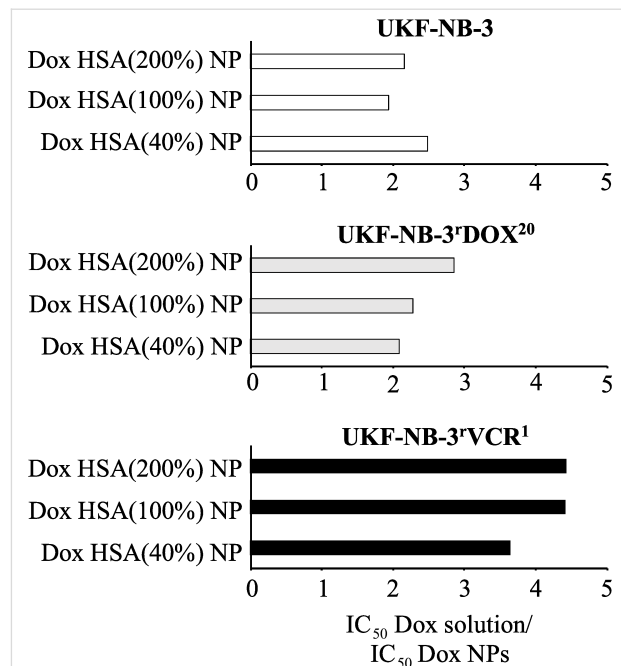 UKF-NB-3
Dox HSA(200%) NP
Dox HSA(100%) NP
Dox HSA(40%) NP
0 1 2 3 4 5
UKF-NB-3ʳDOX²⁰
Dox HSA(200%) NP
Dox HSA(100%) NP
Dox HSA(40%) NP
0 1 2 3 4 5
UKF-NB-3ʳVCR¹
Dox HSA(200%) NP
Dox HSA(100%) NP
Dox HSA(40%) NP
0 1 2 3 4 5
IC₅₀ Dox solution/
IC₅₀ Dox NPs